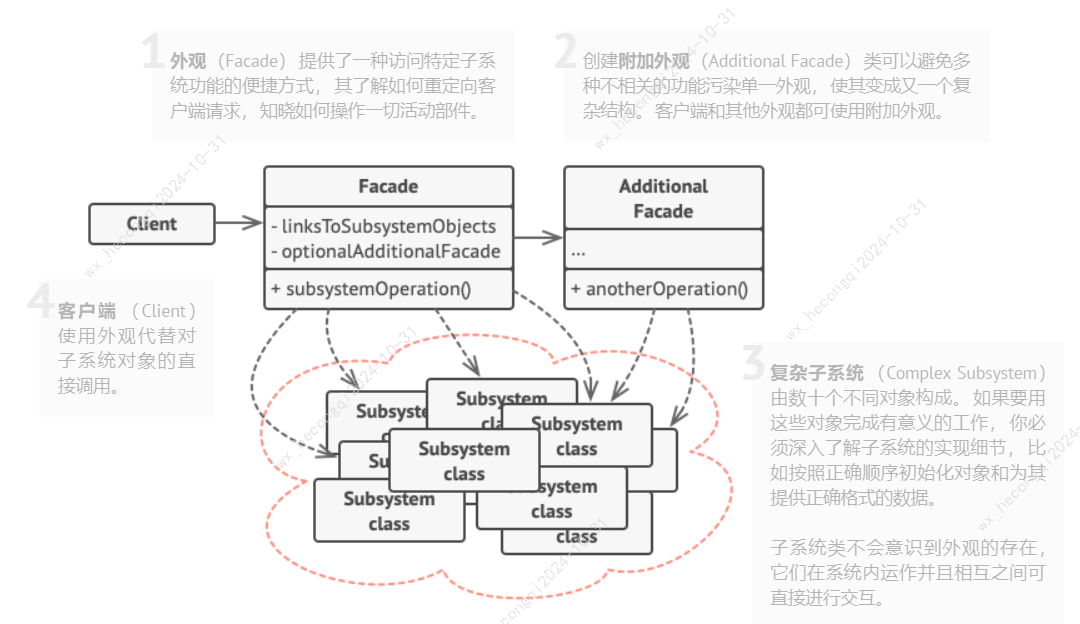 1
外观（Facade）提供了一种访问特定子系
统功能的便捷方式，其了解如何重定向客
户端请求，知晓如何操作一切活动部件。
2
创建附加外观（Additional Facade）类可以避免多
种不相关的功能污染单一外观，使其变成又一个复
杂结构。客户端和其他外观都可使用附加外观。
Client
Facade
- linksToSubsystemObjects
- optionalAdditionalFacade
+ subsystemOperation()
Additional
Facade
...
+ anotherOperation()
4
客户端（Client）
使用外观代替对
子系统对象的直
接调用。
3
复杂子系统（Complex Subsystem）
由数十个不同对象构成。如果要用
这些对象完成有意义的工作，你必
须深入了解子系统的实现细节，比
如按照正确顺序初始化对象和为其
提供正确格式的数据。
子系统类不会意识到外观的存在，
它们在系统内运作并且相互之间可
直接进行交互。
Subsystem
class
Subsystem
class
Subsystem
class
class
wx_hecongqi2024-10-31
wx_hecongqi2024-10-31
wx_hecongqi2024-10-31
wx_hecongqi2024-10-31